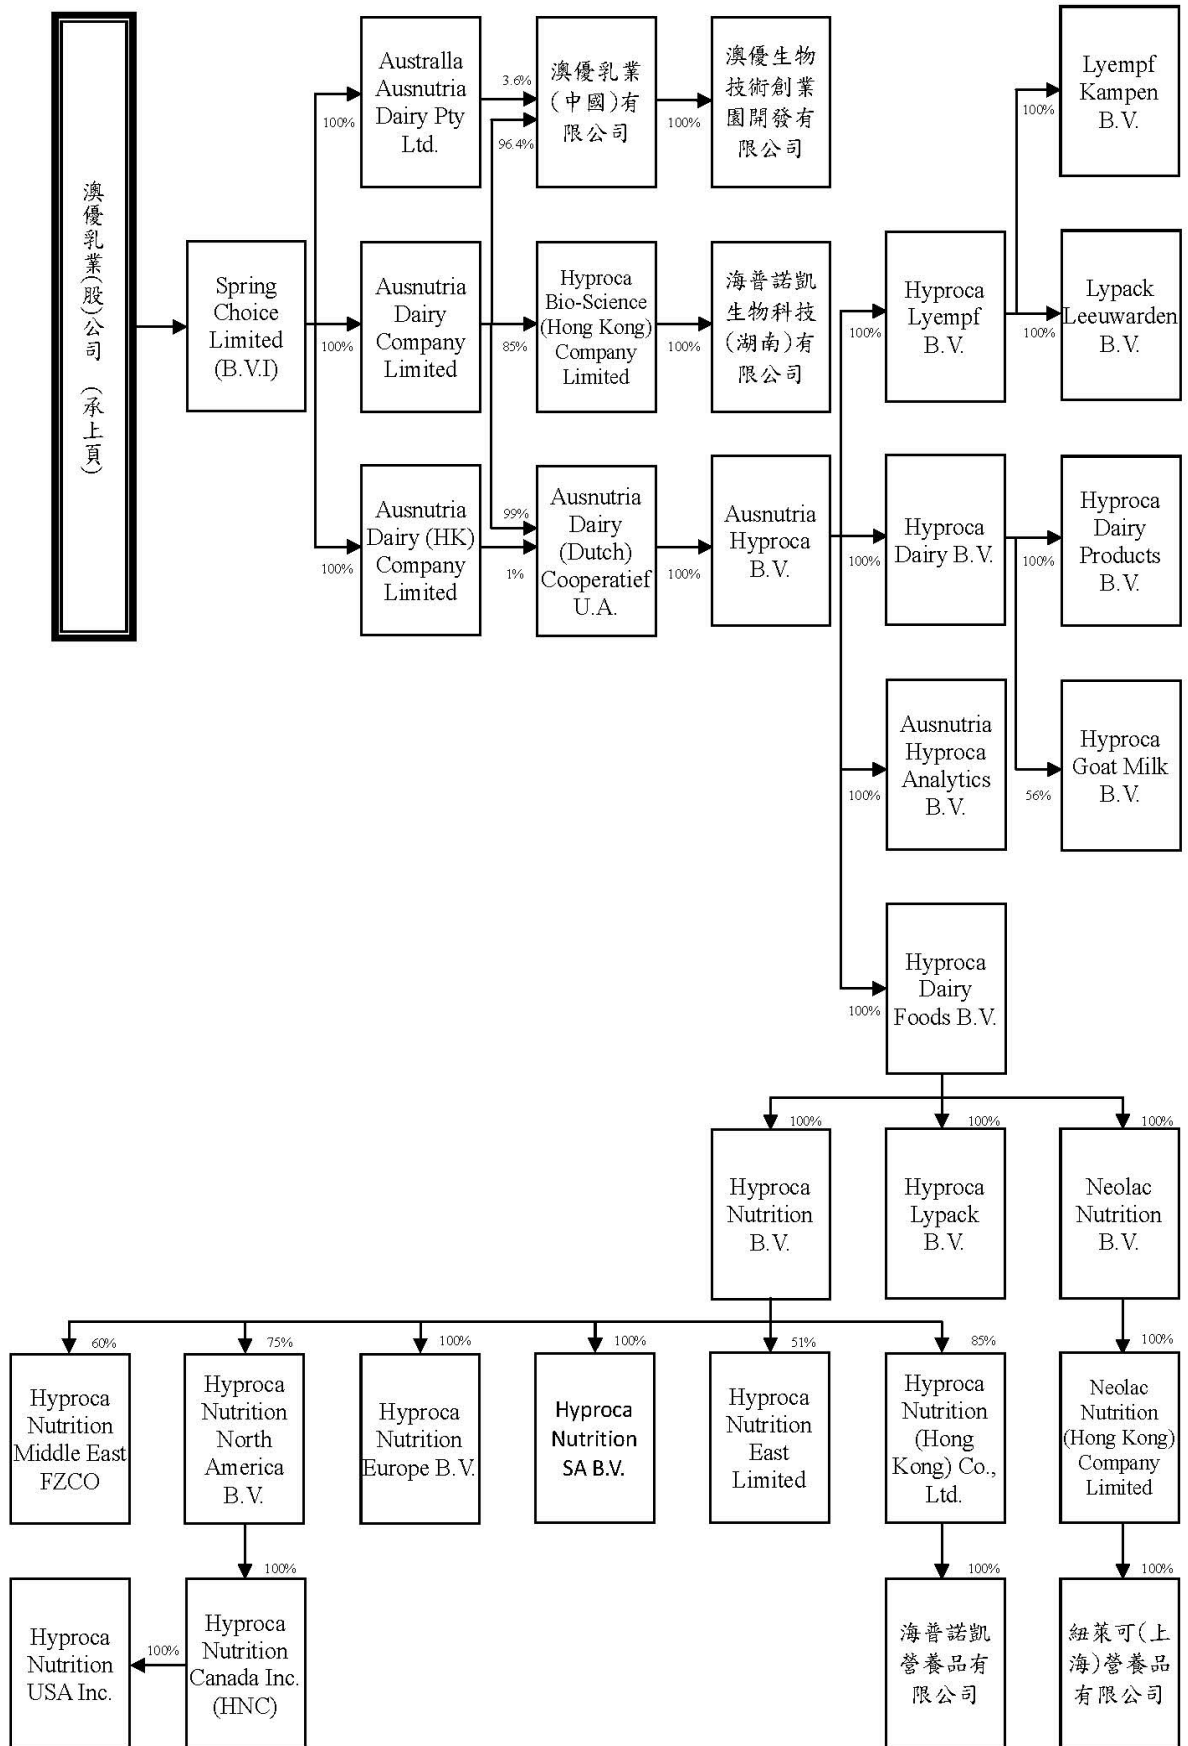 澳優乳業(股)公司 (承上頁)
Spring
Choice
Limited
(B.V.I)
100%
Australla
Ausnutria
Dairy Pty
Ltd.
3.6%
96.4%
澳優乳業
(中國)有
限公司
100%
澳優生物
技術創業
園開發有
限公司
100%
Ausnutria
Dairy
Company
Limited
85%
Hyproca
Bio-Science
(Hong Kong)
Company
Limited
100%
海普諾凱
生物科技
(湖南)有
限公司
100%
Ausnutria
Dairy (HK)
Company
Limited
99%
1%
Ausnutria
Dairy
(Dutch)
Cooperatief
U.A.
100%
Ausnutria
Hyproca
B.V.
100%
Hyproca
Lyempf
B.V.
100%
Lyempf
Kampen
B.V.
100%
Lypack
Leeuwarden
B.V.
100%
Hyproca
Dairy B.V.
100%
Hyproca
Dairy
Products
B.V.
56%
Hyproca
Goat Milk
B.V.
100%
Ausnutria
Hyproca
Analytics
B.V.
100%
Hyproca
Dairy
Foods B.V.
100%
Hyproca
Nutrition
B.V.
100%
Hyproca
Lypack
B.V.
100%
Neolac
Nutrition
B.V.
60%
Hyproca
Nutrition
Middle East
FZCO
75%
Hyproca
Nutrition
North
America
B.V.
100%
Hyproca
Nutrition
Europe B.V.
100%
Hyproca
Nutrition
SA B.V.
51%
Hyproca
Nutrition
East
Limited
85%
Hyproca
Nutrition
(Hong
Kong) Co.,
Ltd.
100%
Neolac
Nutrition
(Hong Kong)
Company
Limited
Hyproca
Nutrition
USA Inc.
100%
100%
Hyproca
Nutrition
Canada Inc.
(HNC)
100%
海普諾凱
營養品有
限公司
100%
紐萊可(上
海)營養品
有限公司